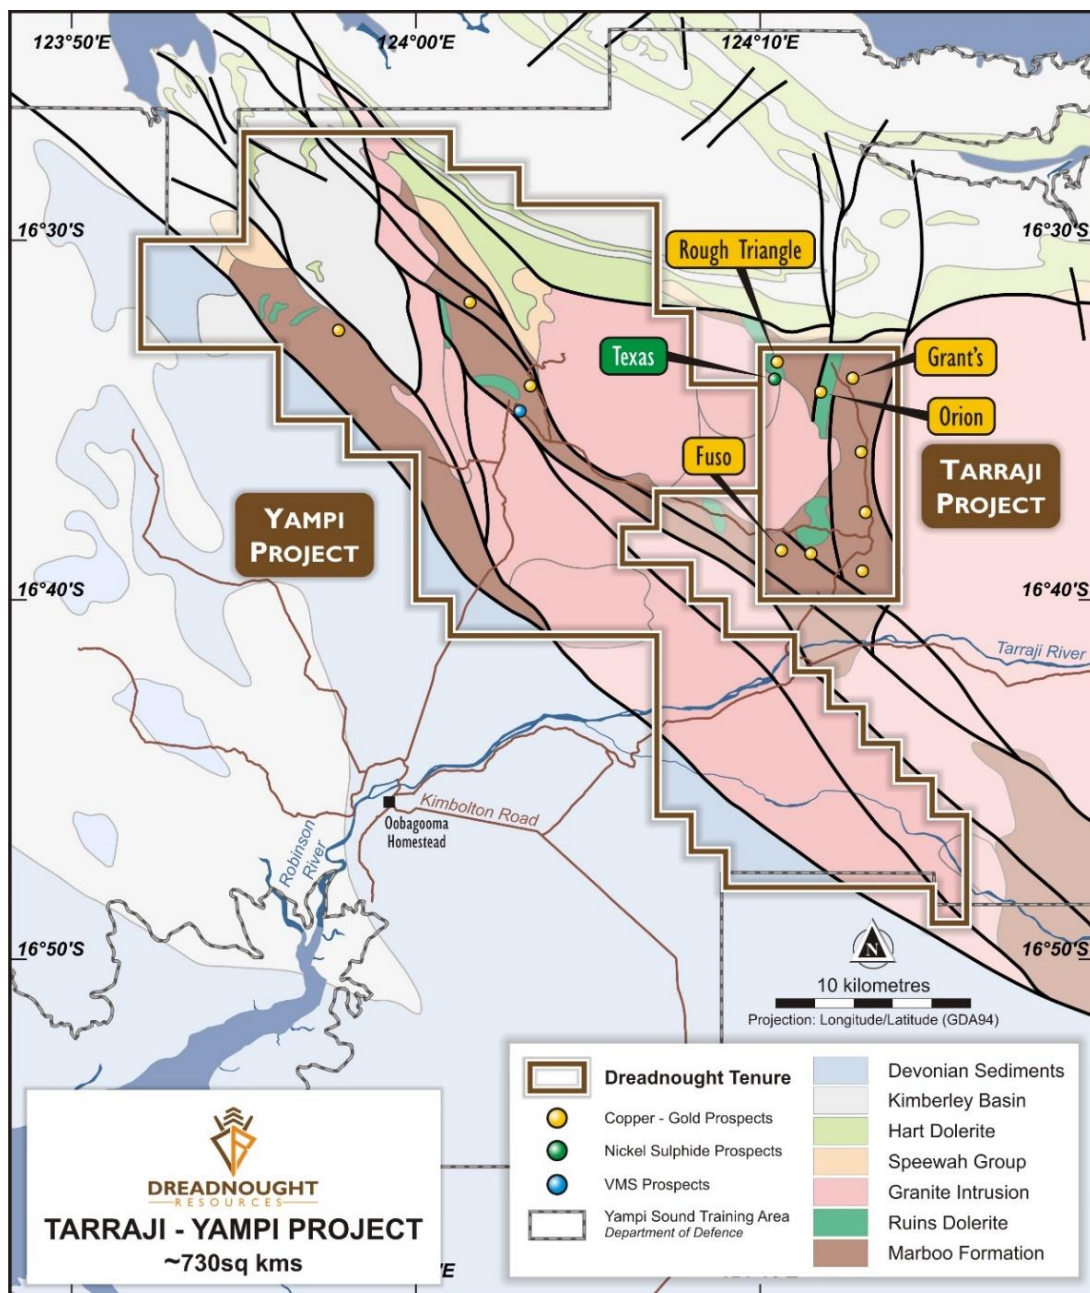 123°50'E
124°00'E
124°10'E
16°30'S
16°30'S
Rough Triangle
Texas
Grant's
Orion
Fuso
TARRAJI
PROJECT
YAMPI
PROJECT
16°40'S
16°40'S
Tarraji River
Kimbolton Road
Oobagooma
Homestead
Robinson
River
16°50'S
16°50'S
N
10 kilometres
Projection: Longitude/Latitude (GDA94)
Dreadnought Tenure
Copper - Gold Prospects
Nickel Sulphide Prospects
VMS Prospects
Yampi Sound Training Area
Department of Defence
Devonian Sediments
Kimberley Basin
Hart Dolerite
Speewah Group
Granite Intrusion
Ruins Dolerite
Marboo Formation
DREADNOUGHT
RESOURCES
TARRAJI - YAMPI PROJECT
~730sq kms